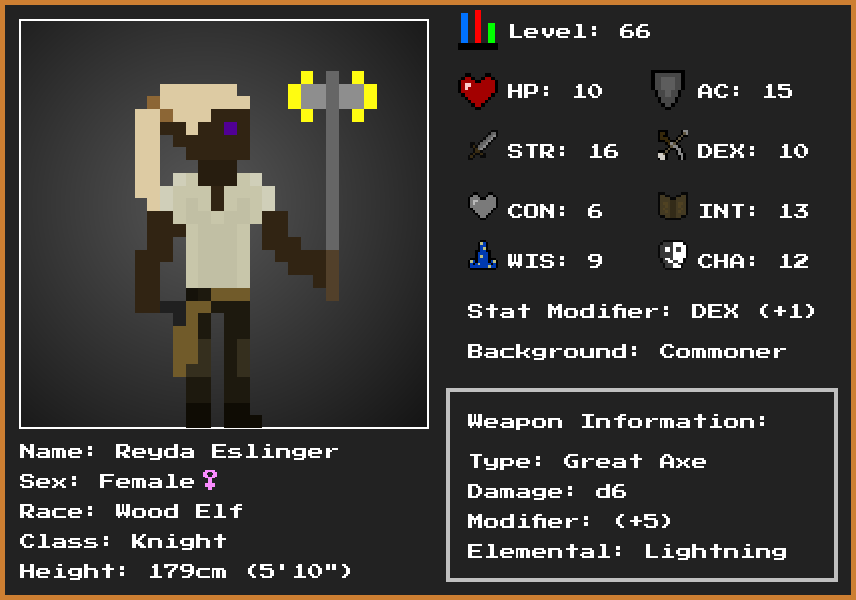 Level: 66
HP: 10
AC: 15
STR: 16
DEX: 10
CON: 6
INT: 13
WIS: 9
CHA: 12
Stat Modifier: DEX (+1)
Background: Commoner
Weapon Information:
Type: Great Axe
Damage: d6
Modifier: (+5)
Elemental: Lightning
Name: Reyda Eslinger
Sex: Female♀
Race: Wood Elf
Class: Knight
Height: 179cm (5'10")